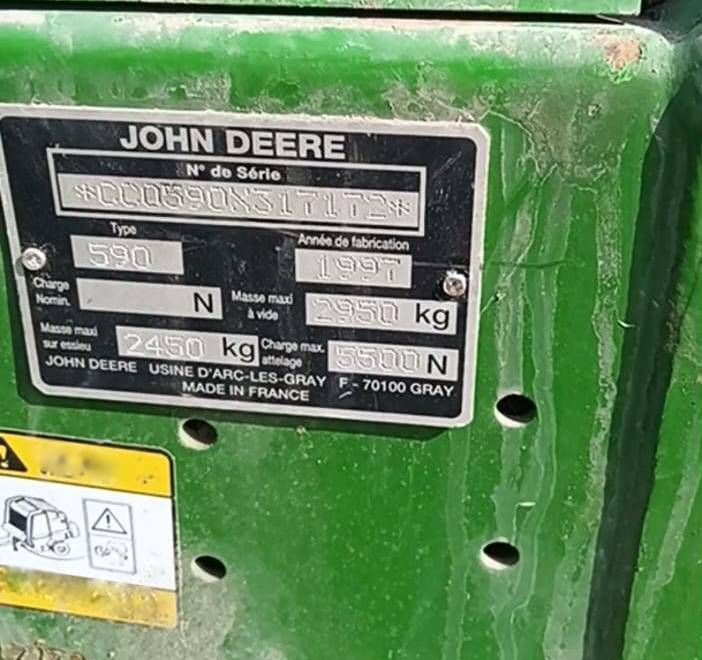 JOHN DEERE
N° de Série
*CC0590X317172*
Type
590
Année de fabrication
1997
Charge
Nomin.
N
Masse maxi
à vide
2950 kg
Masse maxi
sur essieu
2450 kg
Charge max.
attelage
5500 N
JOHN DEERE USINE D'ARC-LES-GRAY F - 70100 GRAY
MADE IN FRANCE